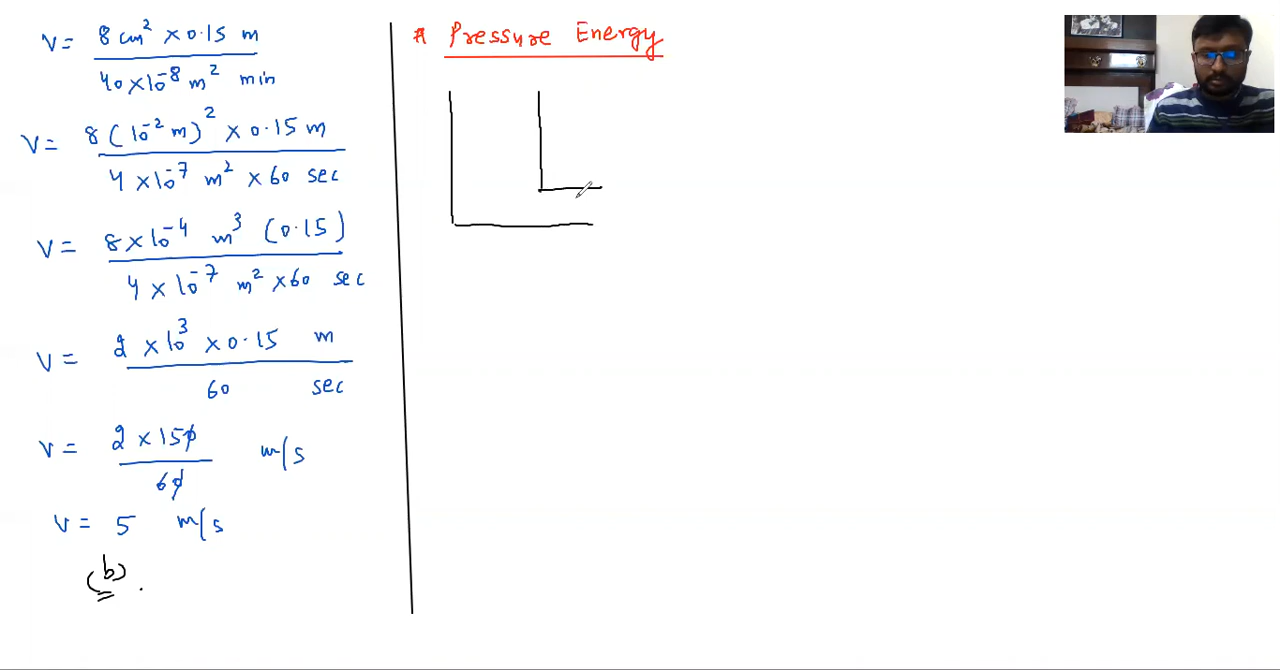 V = 8 cm² × 0.15 m / 40 × 10⁻⁸ m² min
V = 8 (10⁻² m)² × 0.15 m / 4 × 10⁻⁷ m² × 60 sec
V = 8 × 10⁻⁴ m³ (0.15) / 4 × 10⁻⁷ m² × 60 sec
V = 2 × 10³ × 0.15 m / 60 sec
V = 2 × 150 / 60 m/s
V = 5 m/s
(b).
Pressure Energy